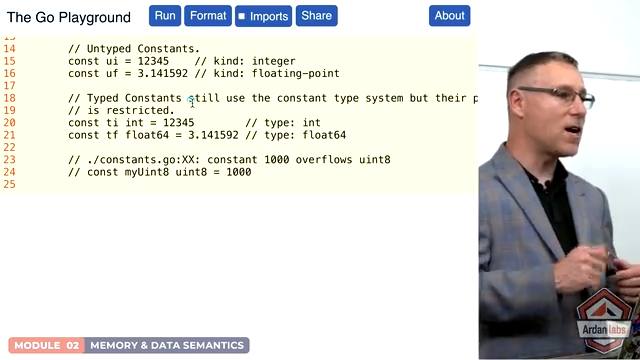 The Go Playground
Run
Format
Imports
Share
About
14 // Untyped Constants.
15 const ui = 12345 // kind: integer
16 const uf = 3.141592 // kind: floating-point
17
18 // Typed Constants still use the constant type system but their p
19 // is restricted.
20 const ti int = 12345 // type: int
21 const tf float64 = 3.141592 // type: float64
22
23 // ./constants.go:XX: constant 1000 overflows uint8
24 // const myUint8 uint8 = 1000
25
MODULE 02 MEMORY & DATA SEMANTICS
Ardan labs